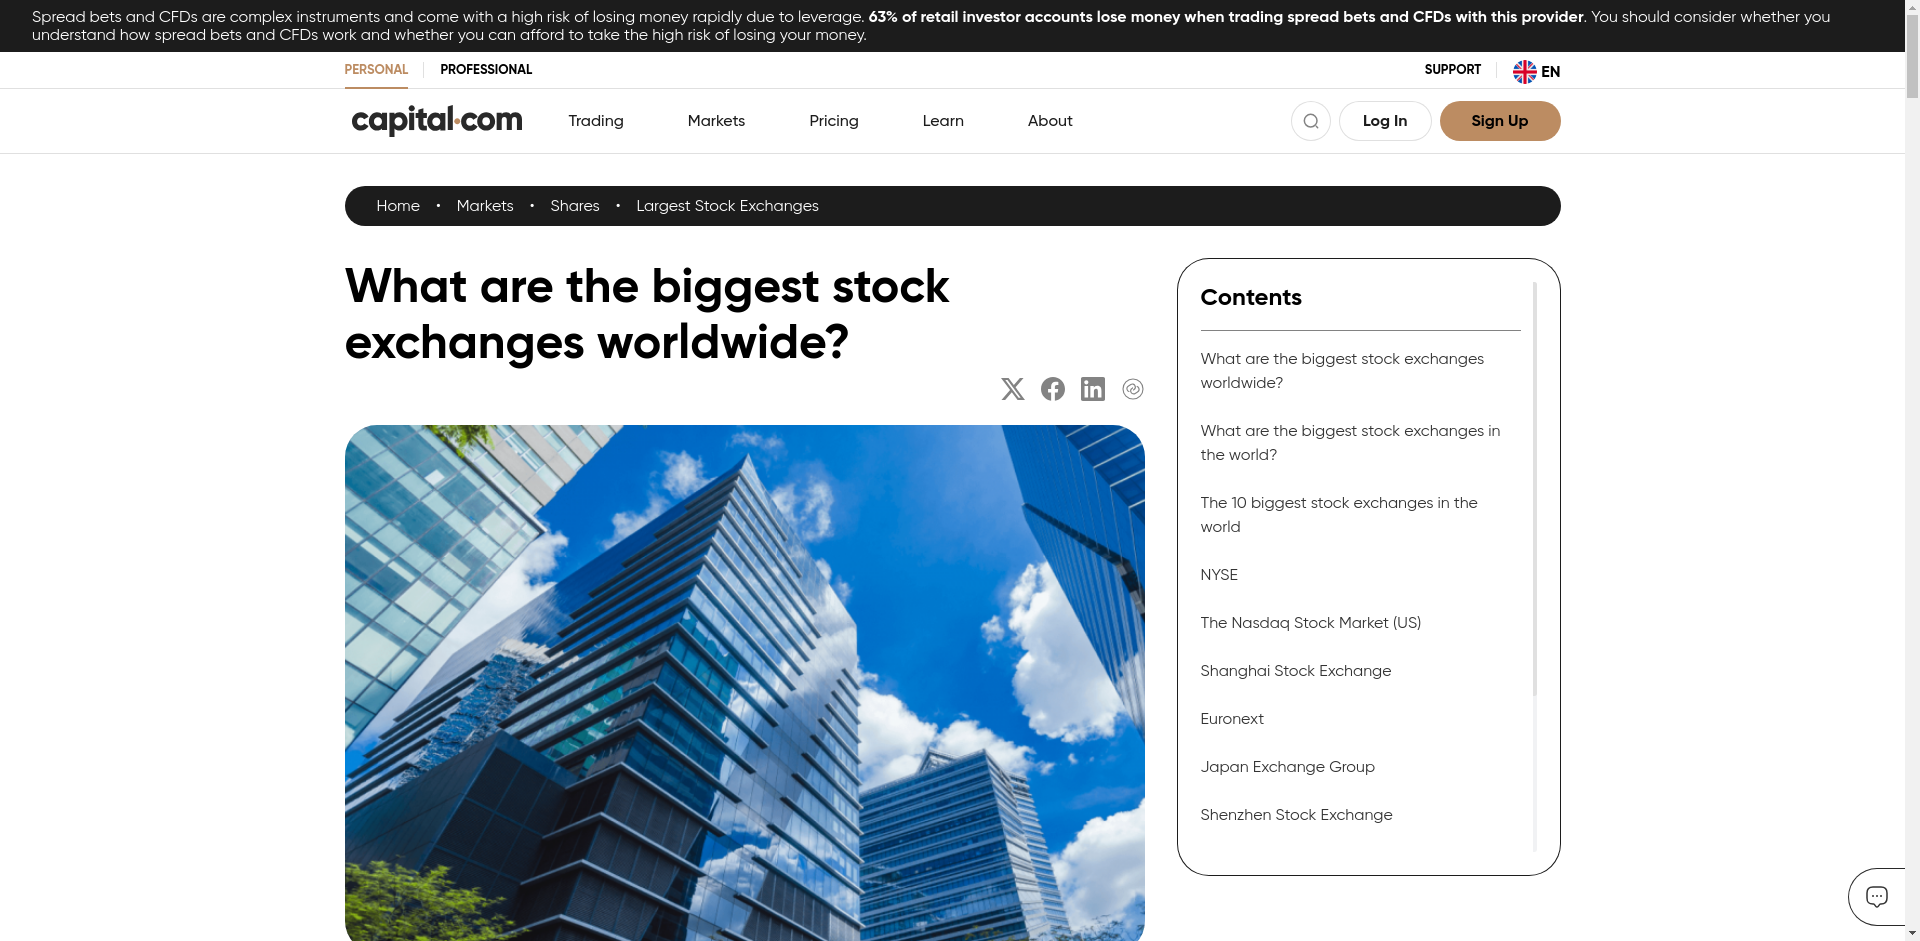 Spread bets and CFDs are complex instruments and come with a high risk of losing money rapidly due to leverage. 63% of retail investor accounts lose money when trading spread bets and CFDs with this provider. You should consider whether you
understand how spread bets and CFDs work and whether you can afford to take the high risk of losing your money.
PERSONAL
PROFESSIONAL
SUPPORT
EN
capital.com
Trading
Markets
Pricing
Learn
About
Log In
Sign Up
Home • Markets • Shares • Largest Stock Exchanges
What are the biggest stock
exchanges worldwide?
Contents
What are the biggest stock exchanges
worldwide?
What are the biggest stock exchanges in
the world?
The 10 biggest stock exchanges in the
world
NYSE
The Nasdaq Stock Market (US)
Shanghai Stock Exchange
Euronext
Japan Exchange Group
Shenzhen Stock Exchange